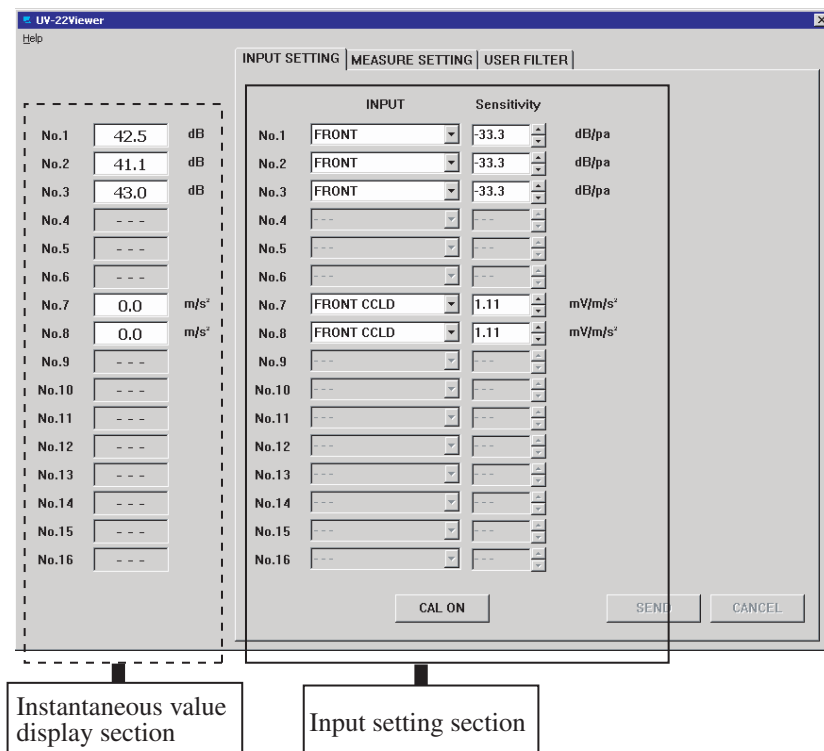 UV-22Viewer
Help
INPUT SETTING MEASURE SETTING USER FILTER
INPUT Sensitivity
No.1 42.5 dB No.1 FRONT -33.3 dB/pa
No.2 41.1 dB No.2 FRONT -33.3 dB/pa
No.3 43.0 dB No.3 FRONT -33.3 dB/pa
No.4 - - - No.4 - - - - - -
No.5 - - - No.5 - - - - - -
No.6 - - - No.6 - - - - - -
No.7 0.0 m/s² No.7 FRONT CCLD 1.11 mV/m/s²
No.8 0.0 m/s² No.8 FRONT CCLD 1.11 mV/m/s²
No.9 - - - No.9 - - - - - -
No.10 - - - No.10 - - - - - -
No.11 - - - No.11 - - - - - -
No.12 - - - No.12 - - - - - -
No.13 - - - No.13 - - - - - -
No.14 - - - No.14 - - - - - -
No.15 - - - No.15 - - - - - -
No.16 - - - No.16 - - - - - -
CAL ON SEND CANCEL
Instantaneous value
display section
Input setting section